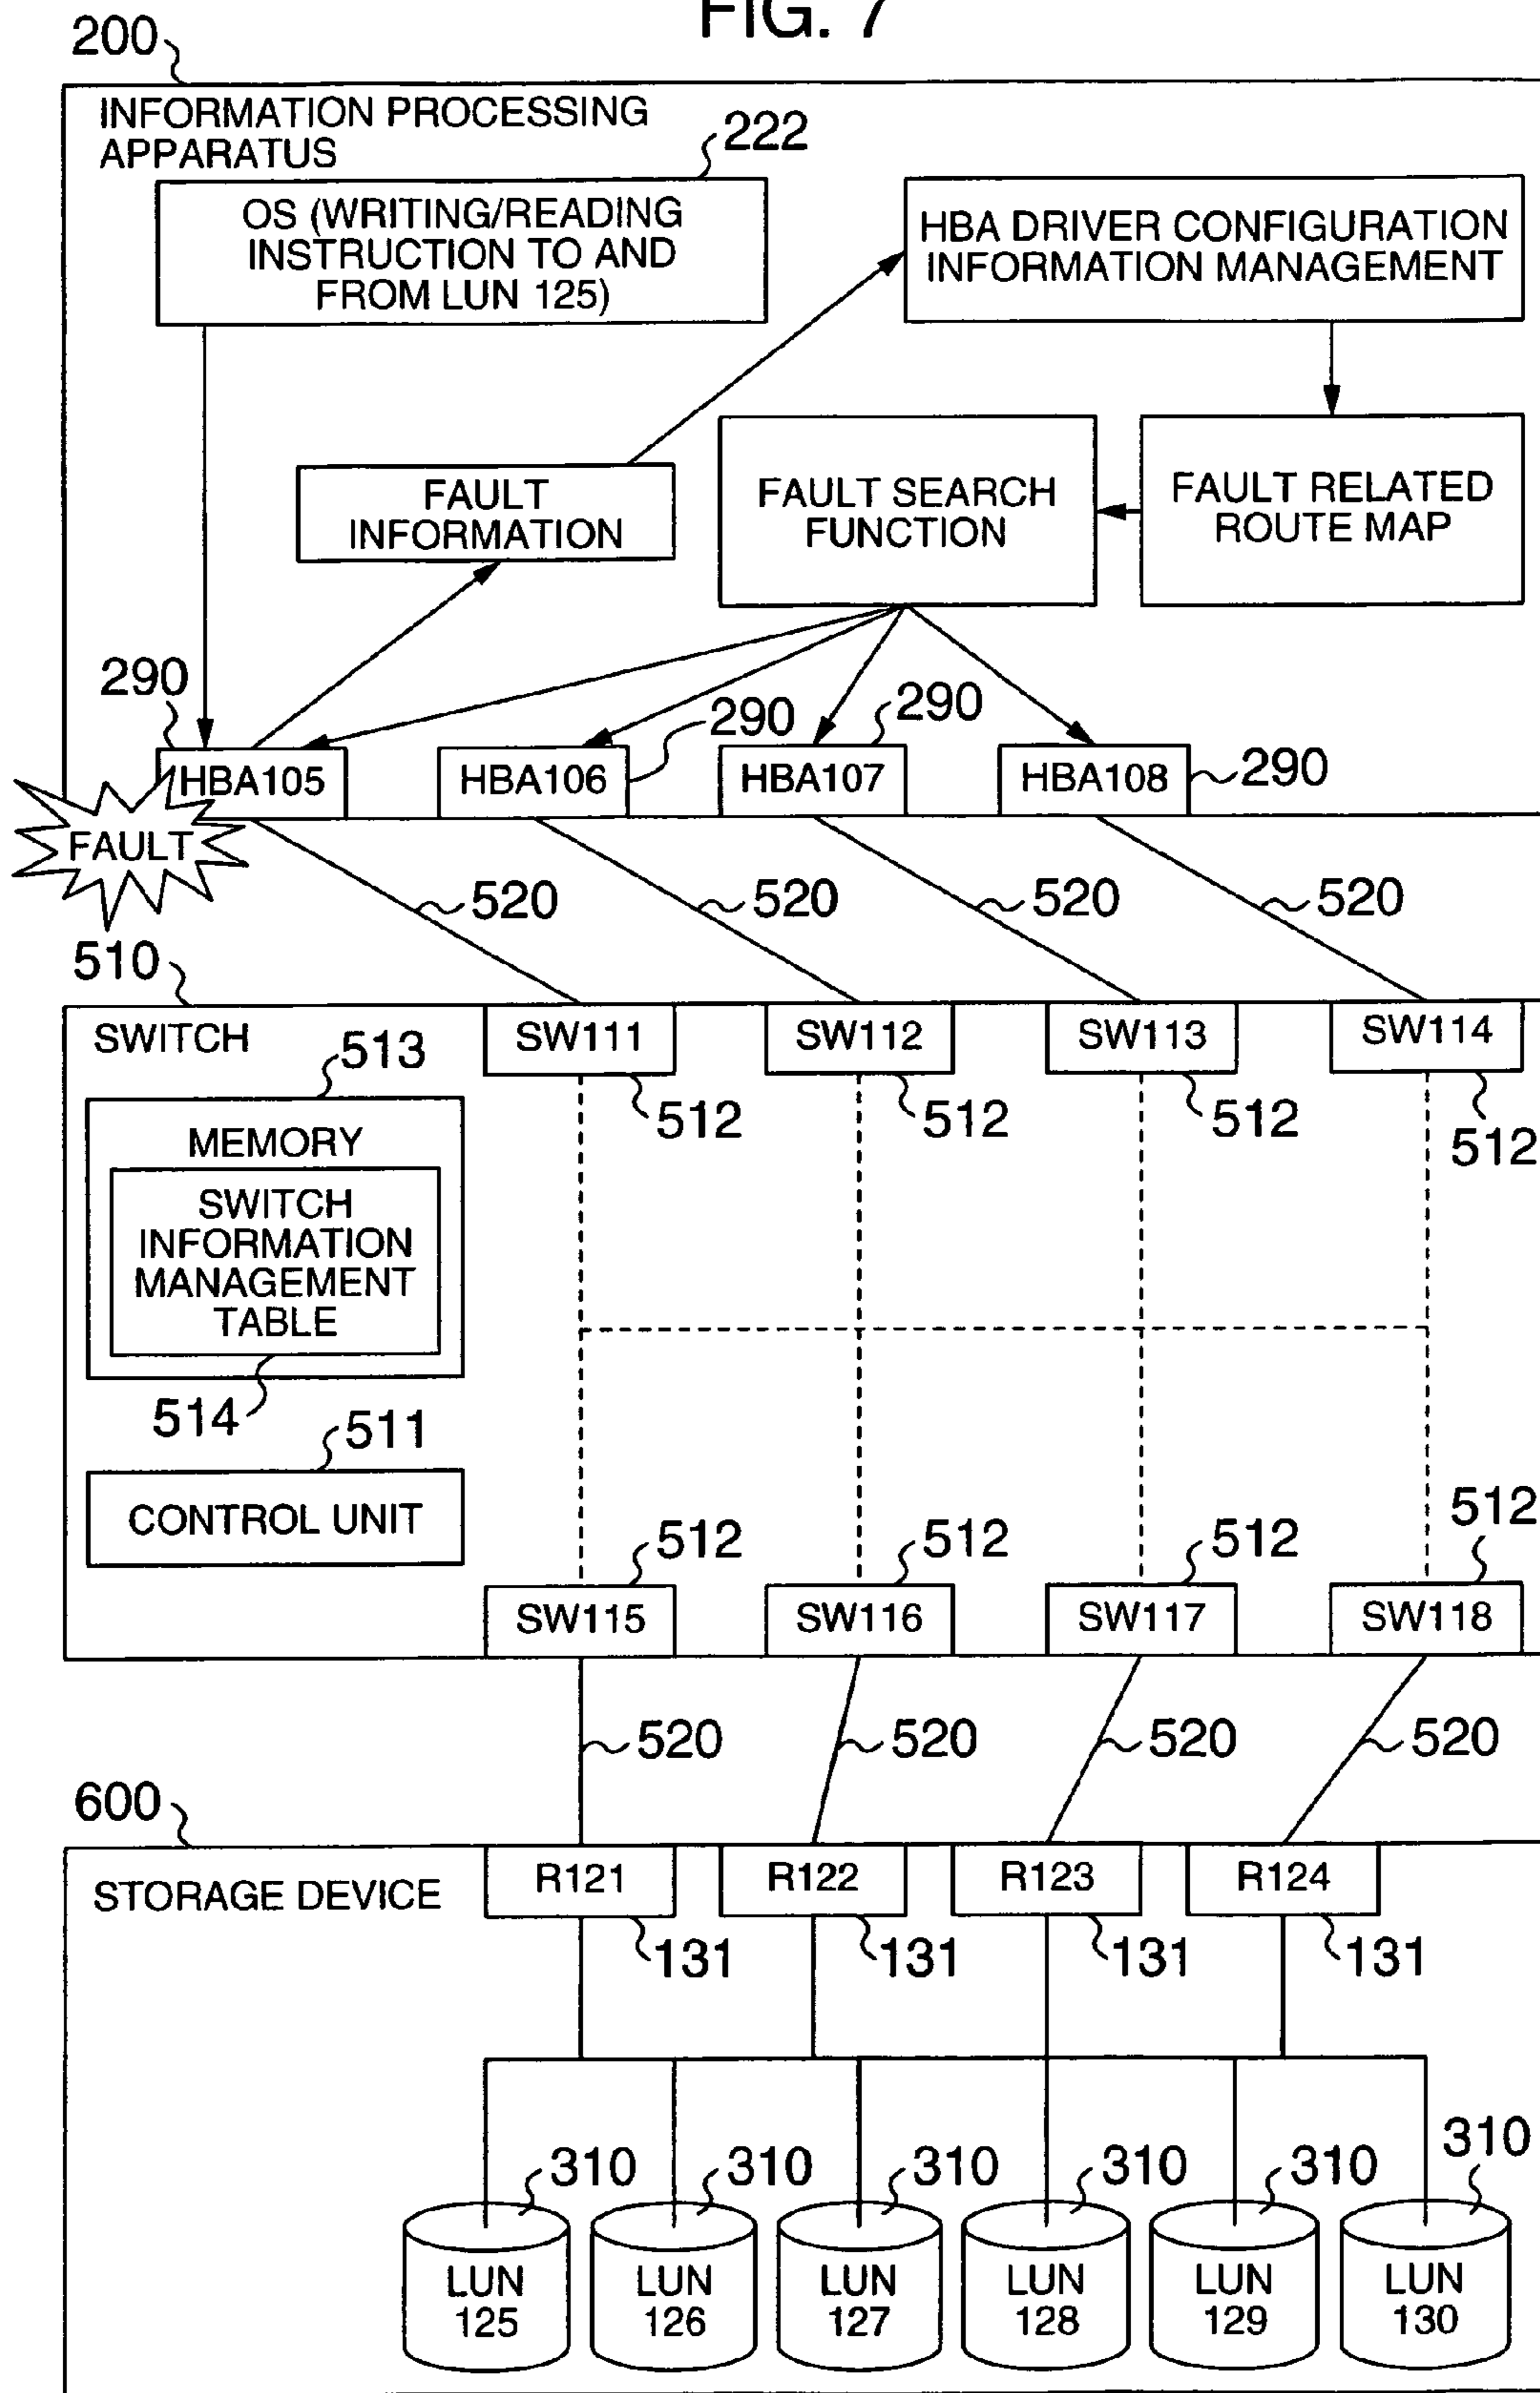 FIG. 7
200
INFORMATION PROCESSING
APPARATUS
222
OS (WRITING/READING
INSTRUCTION TO AND
FROM LUN 125)
HBA DRIVER CONFIGURATION
INFORMATION MANAGEMENT
FAULT
INFORMATION
FAULT SEARCH
FUNCTION
FAULT RELATED
ROUTE MAP
290
290
290
290
HBA105
HBA106
HBA107
HBA108
FAULT
520
520
520
520
510
SWITCH
SW111
SW112
SW113
SW114
513
512
512
512
512
MEMORY
SWITCH
INFORMATION
MANAGEMENT
TABLE
514
511
CONTROL UNIT
512
512
512
512
SW115
SW116
SW117
SW118
520
520
520
520
600
STORAGE DEVICE
R121
R122
R123
R124
131
131
131
131
310
310
310
310
310
310
LUN
125
LUN
126
LUN
127
LUN
128
LUN
129
LUN
130